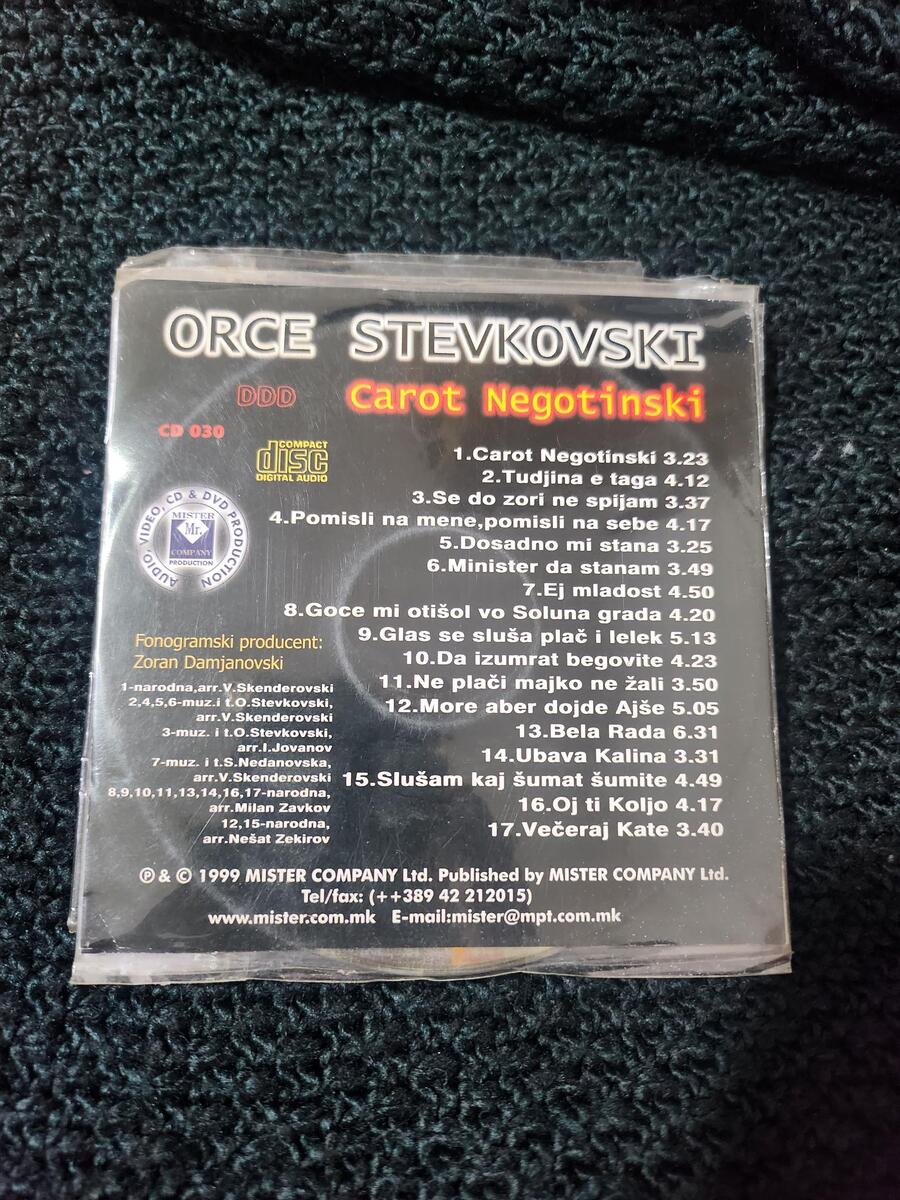 ORCE STEVKOVSKI
DDD
Carot Negotinski
CD 030
COMPACT
disc
DIGITAL AUDIO
AUDIO, VIDEO, CD & DVD PRODUCTION
MISTER
Mr.
COMPANY
PRODUCTION
1.Carot Negotinski 3.23
2.Tudjina e taga 4.12
3.Se do zori ne spijam 3.37
4.Pomisli na mene,pomisli na sebe 4.17
5.Dosadno mi stana 3.25
6.Minister da stanam 3.49
7.Ej mladost 4.50
8.Goce mi otišol vo Soluna grada 4.20
9.Glas se sluša plač i lelek 5.13
10.Da izumrat begovite 4.23
11.Ne plači majko ne žali 3.50
12.More aber dojde Ajše 5.05
13.Bela Rada 6.31
14.Ubava Kalina 3.31
15.Slušam kaj šumat šumite 4.49
16.Oj ti Koljo 4.17
17.Večeraj Kate 3.40
Fonogramski producent:
Zoran Damjanovski
1-narodna,arr.V.Skenderovski
2,4,5,6-muz.i t.O.Stevkovski,
arr.V.Skenderovski
3-muz. i t.O.Stevkovski,
arr.I.Jovanov
7-muz. i t.S.Nedanovska,
arr.V.Skenderovski
8,9,10,11,13,14,16,17-narodna,
arr.Milan Zavkov
12,15-narodna,
arr.Nešat Zekirov
℗ & © 1999 MISTER COMPANY Ltd. Published by MISTER COMPANY Ltd.
Tel/fax: (++389 42 212015)
www.mister.com.mk E-mail:mister@mpt.com.mk